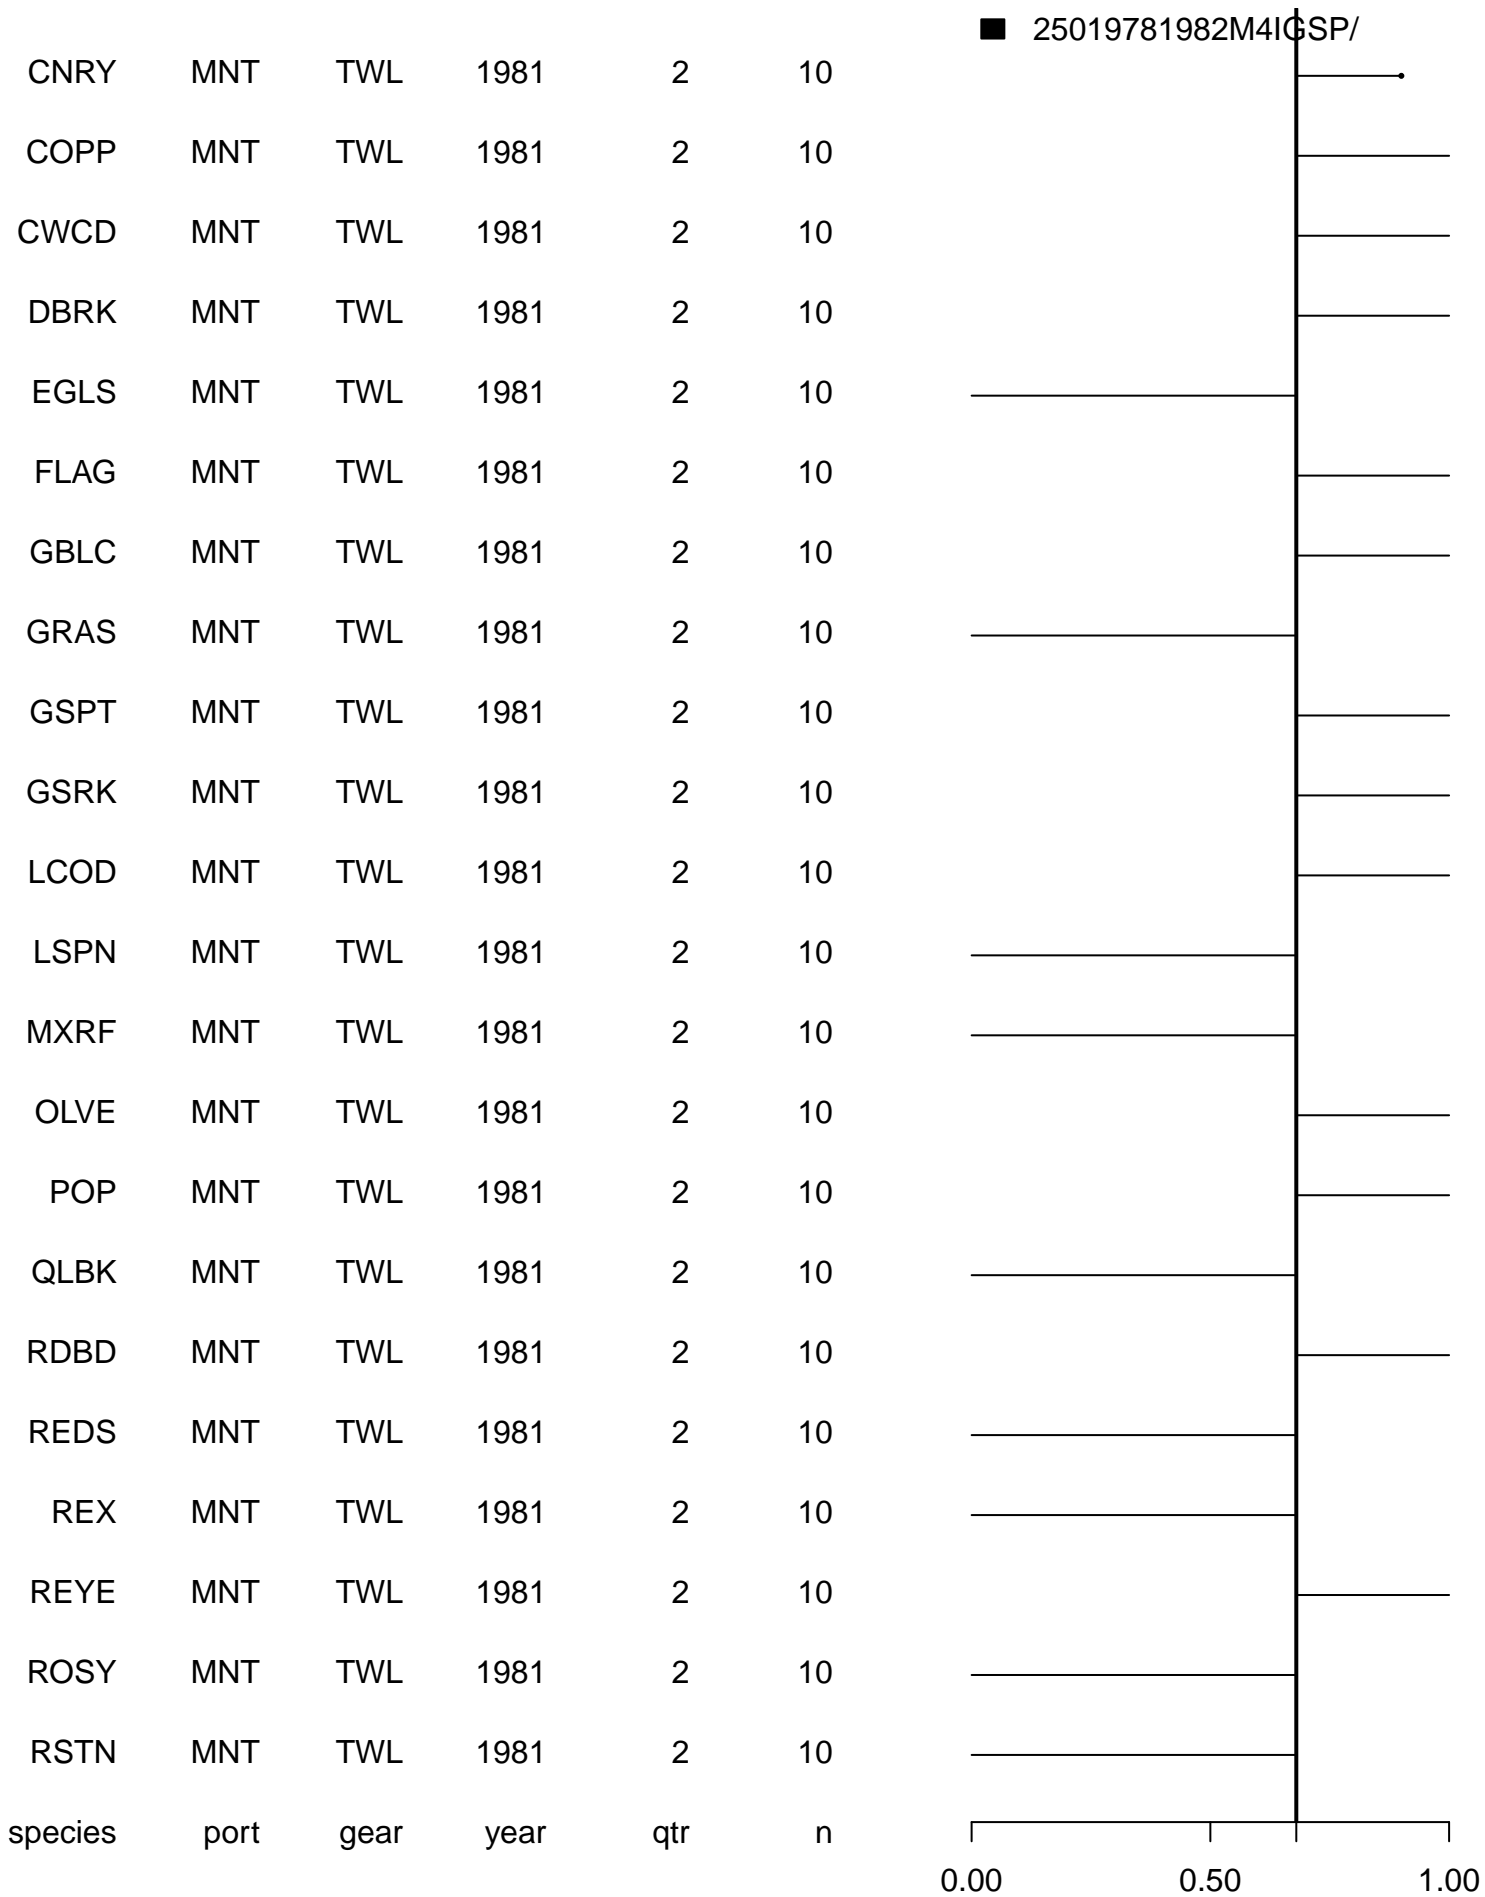 25019781982M4IGSP/
CNRY MNT TWL 1981 2 10
COPP MNT TWL 1981 2 10
CWCD MNT TWL 1981 2 10
DBRK MNT TWL 1981 2 10
EGLS MNT TWL 1981 2 10
FLAG MNT TWL 1981 2 10
GBLC MNT TWL 1981 2 10
GRAS MNT TWL 1981 2 10
GSPT MNT TWL 1981 2 10
GSRK MNT TWL 1981 2 10
LCOD MNT TWL 1981 2 10
LSPN MNT TWL 1981 2 10
MXRF MNT TWL 1981 2 10
OLVE MNT TWL 1981 2 10
POP MNT TWL 1981 2 10
QLBK MNT TWL 1981 2 10
RDBD MNT TWL 1981 2 10
REDS MNT TWL 1981 2 10
REX MNT TWL 1981 2 10
REYE MNT TWL 1981 2 10
ROSY MNT TWL 1981 2 10
RSTN MNT TWL 1981 2 10
species port gear year qtr n
0.00 0.50 1.00